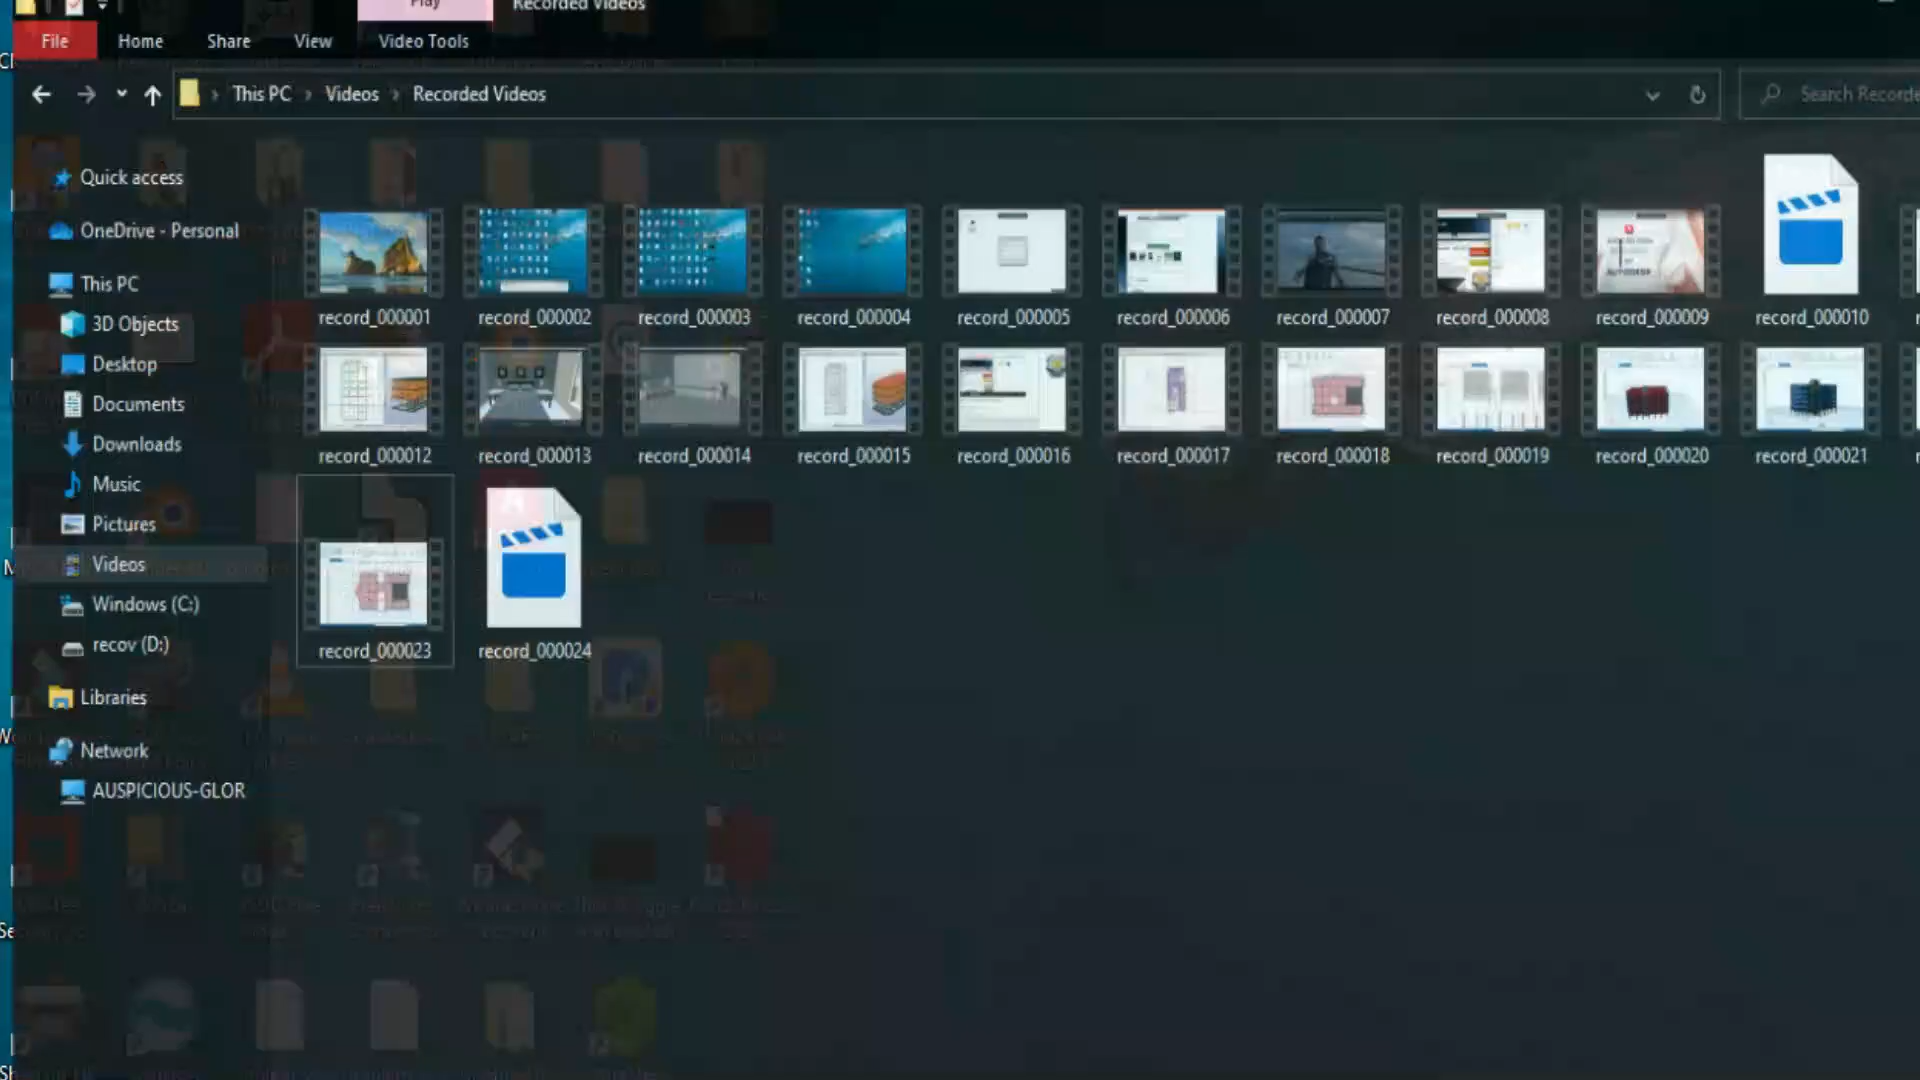 Play
Recorded Videos
File
Home
Share
View
Video Tools
This PC
Videos
Recorded Videos
Search Recorde
Quick access
OneDrive - Personal
This PC
3D Objects
Desktop
Documents
Downloads
Music
Pictures
Videos
Windows (C:)
recov (D:)
Libraries
Network
AUSPICIOUS-GLOR
record_000001
record_000002
record_000003
record_000004
record_000005
record_000006
record_000007
record_000008
record_000009
record_000010
record_000012
record_000013
record_000014
record_000015
record_000016
record_000017
record_000018
record_000019
record_000020
record_000021
record_000023
record_000024